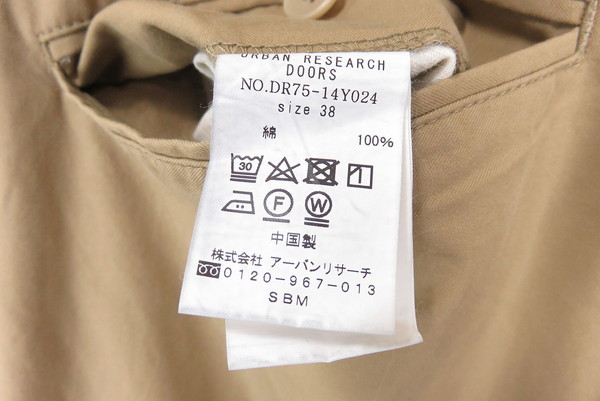 URBAN RESEARCH
DOORS
NO.DR75-14Y024
size 38
綿 100%
30
F W
中国製
株式会社 アーバンリサーチ
0120-967-013
SBM